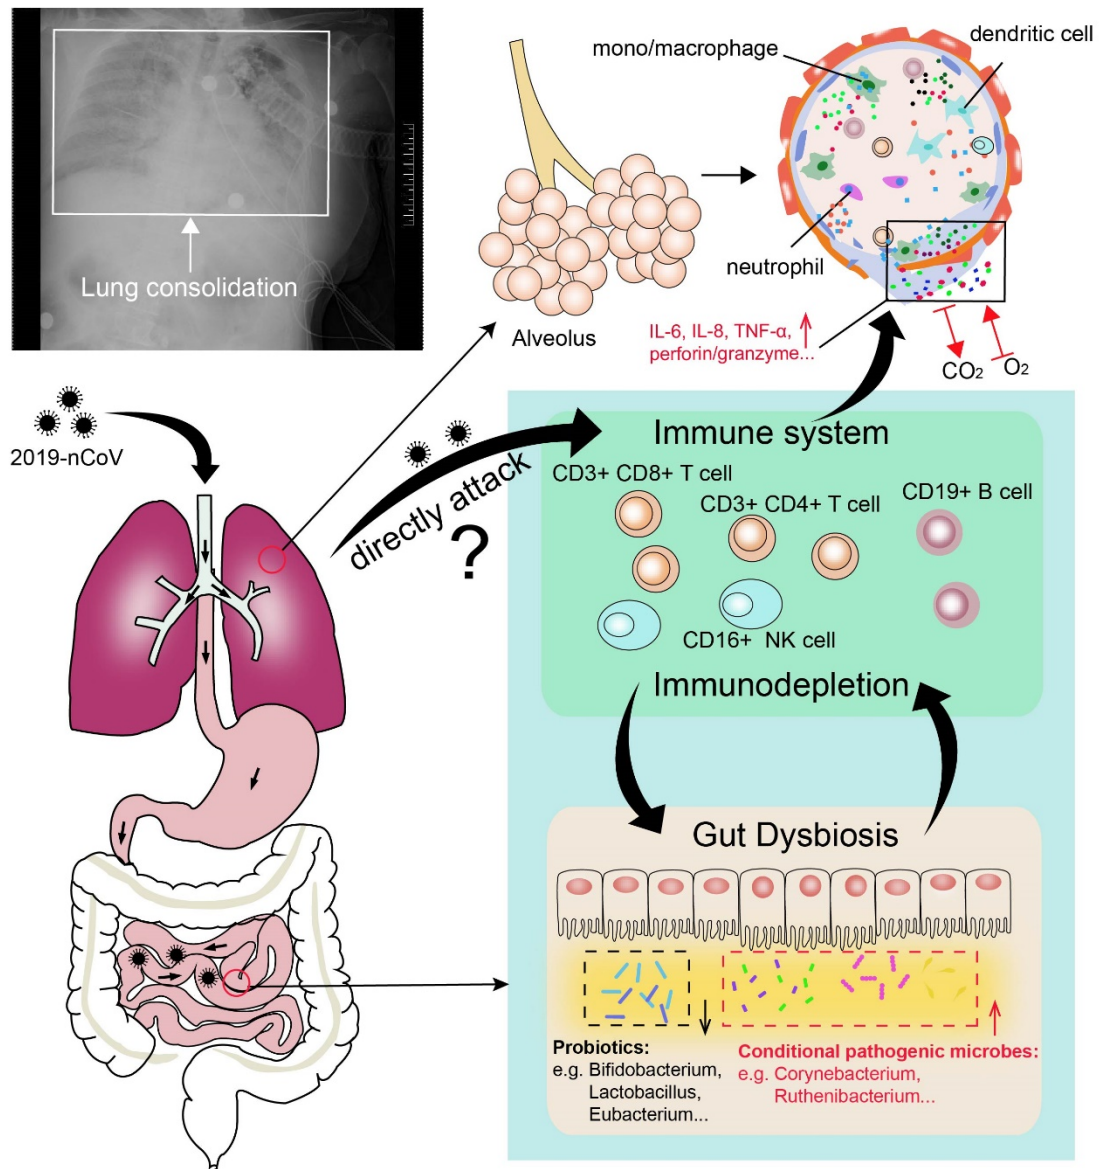 Lung consolidation
mono/macrophage
dendritic cell
neutrophil
Alveolus
IL-6, IL-8, TNF-α,
perforin/granzyme...
CO₂
O₂
2019-nCoV
directly attack
?
Immune system
CD3+ CD8+ T cell
CD3+ CD4+ T cell
CD19+ B cell
CD16+ NK cell
Immunodepletion
Gut Dysbiosis
Probiotics:
e.g. Bifidobacterium,
Lactobacillus,
Eubacterium...
Conditional pathogenic microbes:
e.g. Corynebacterium,
Ruthenibacterium...